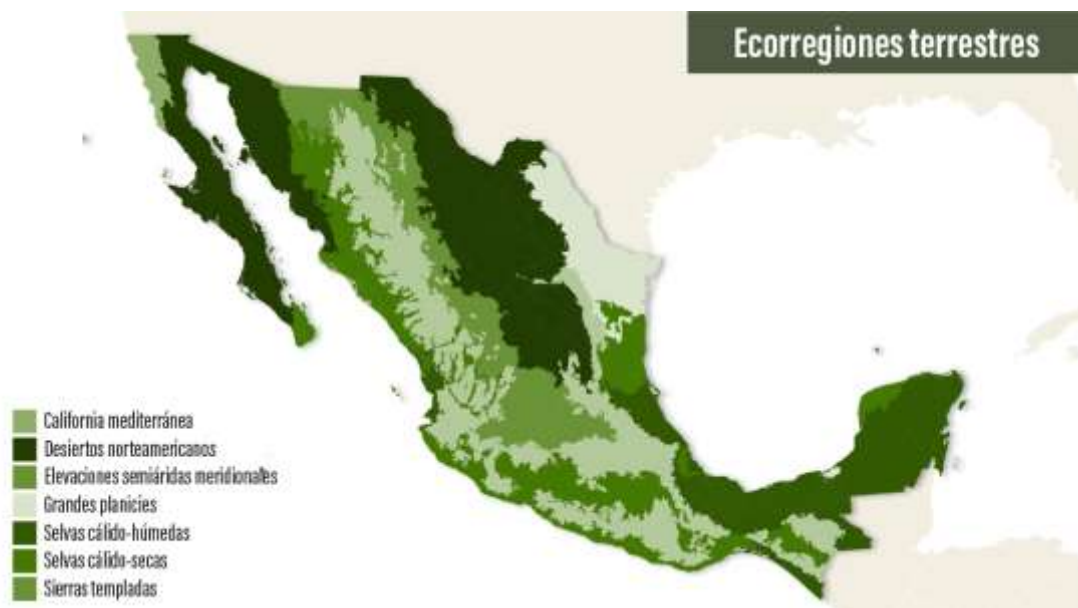 Ecorregiones terrestres
California mediterránea
Desiertos norteamericanos
Elevaciones semiáridas meridionales
Grandes planicies
Selvas cálido-húmedas
Selvas cálido-secas
Sierras templadas